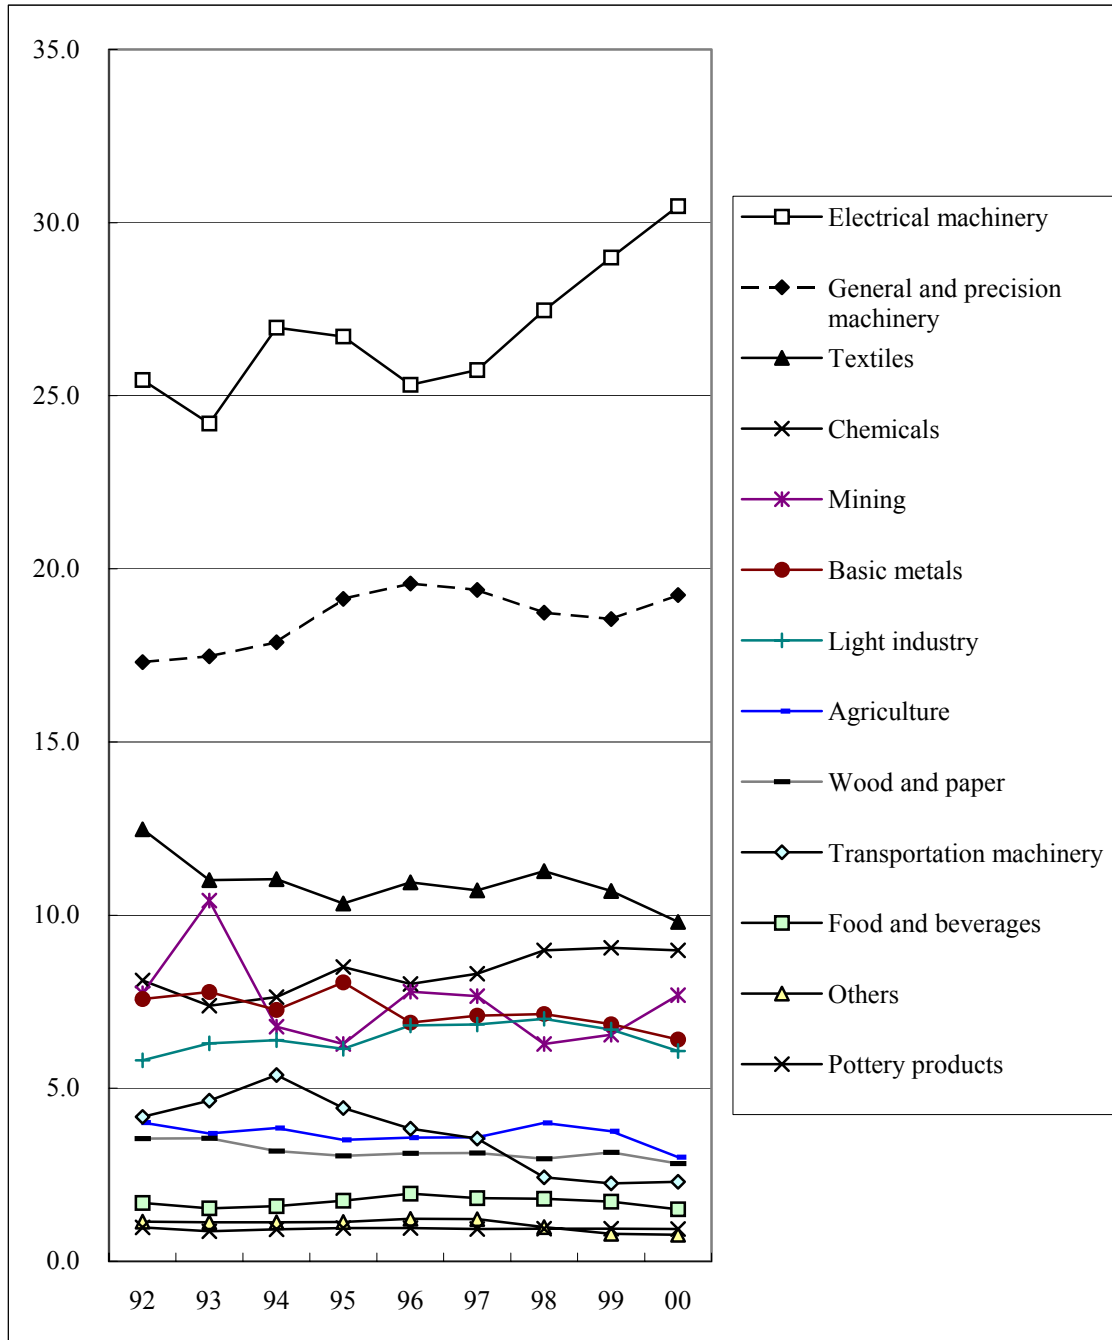 35.0
30.0
25.0
20.0
15.0
10.0
5.0
0.0
92 93 94 95 96 97 98 99 00
Electrical machinery
General and precision
machinery
Textiles
Chemicals
Mining
Basic metals
Light industry
Agriculture
Wood and paper
Transportation machinery
Food and beverages
Others
Pottery products